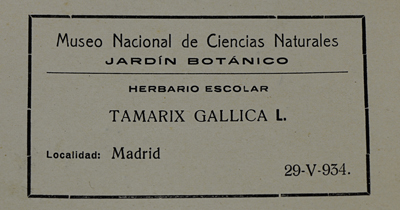 Museo Nacional de Ciencias Naturales
JARDÍN BOTÁNICO
HERBARIO ESCOLAR
TAMARIX GALLICA L.
Localidad: Madrid
29-V-934.